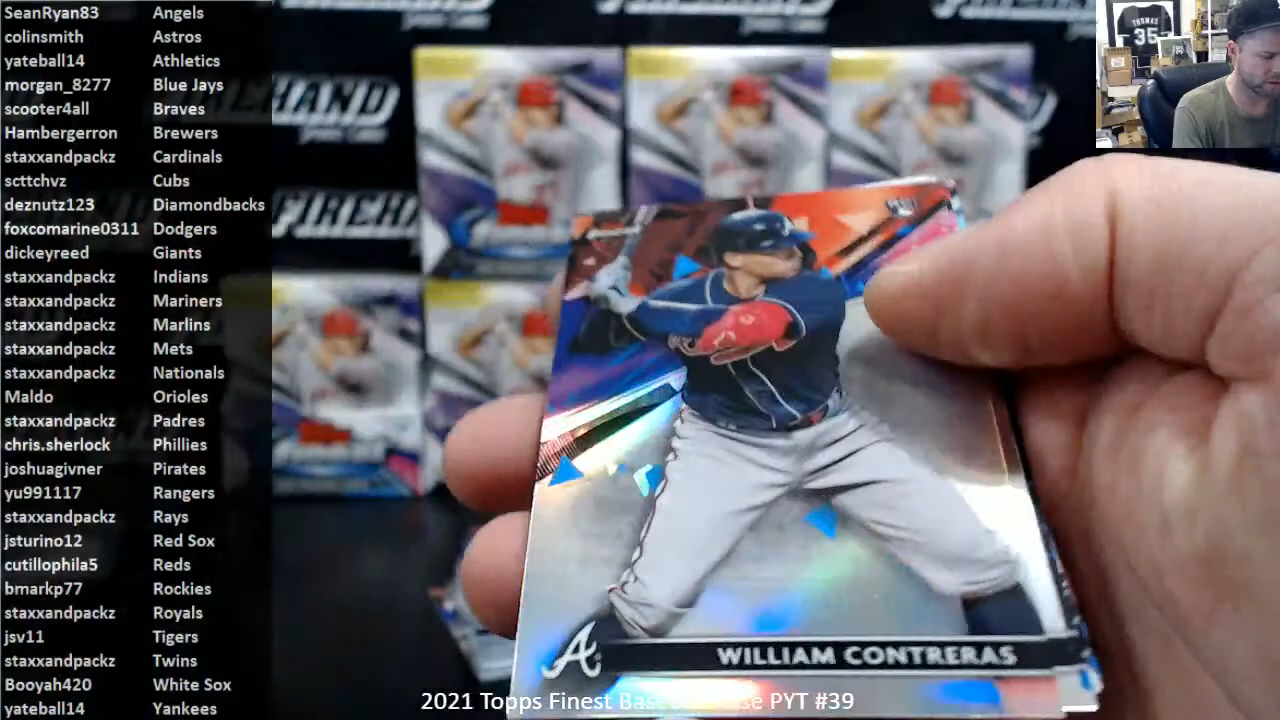 SeanRyan83 Angels
colinsmith Astros
yateball14 Athletics
morgan_8277 Blue Jays
scooter4all Braves
Hambergerron Brewers
staxxandpackz Cardinals
scttchvz Cubs
deznutz123 Diamondbacks
foxcomarine0311 Dodgers
dickeyreed Giants
staxxandpackz Indians
staxxandpackz Mariners
staxxandpackz Marlins
staxxandpackz Mets
staxxandpackz Nationals
Maldo Orioles
staxxandpackz Padres
chris.sherlock Phillies
joshuagivner Pirates
yu991117 Rangers
staxxandpackz Rays
jsturino12 Red Sox
cutillophila5 Reds
bmarkp77 Rockies
staxxandpackz Royals
jsv11 Tigers
staxxandpackz Twins
Booyah420 White Sox
yateball14 Yankees
THOMAS
35
FIREHAND
A
WILLIAM CONTRERAS
2021 Topps Finest PYT #39